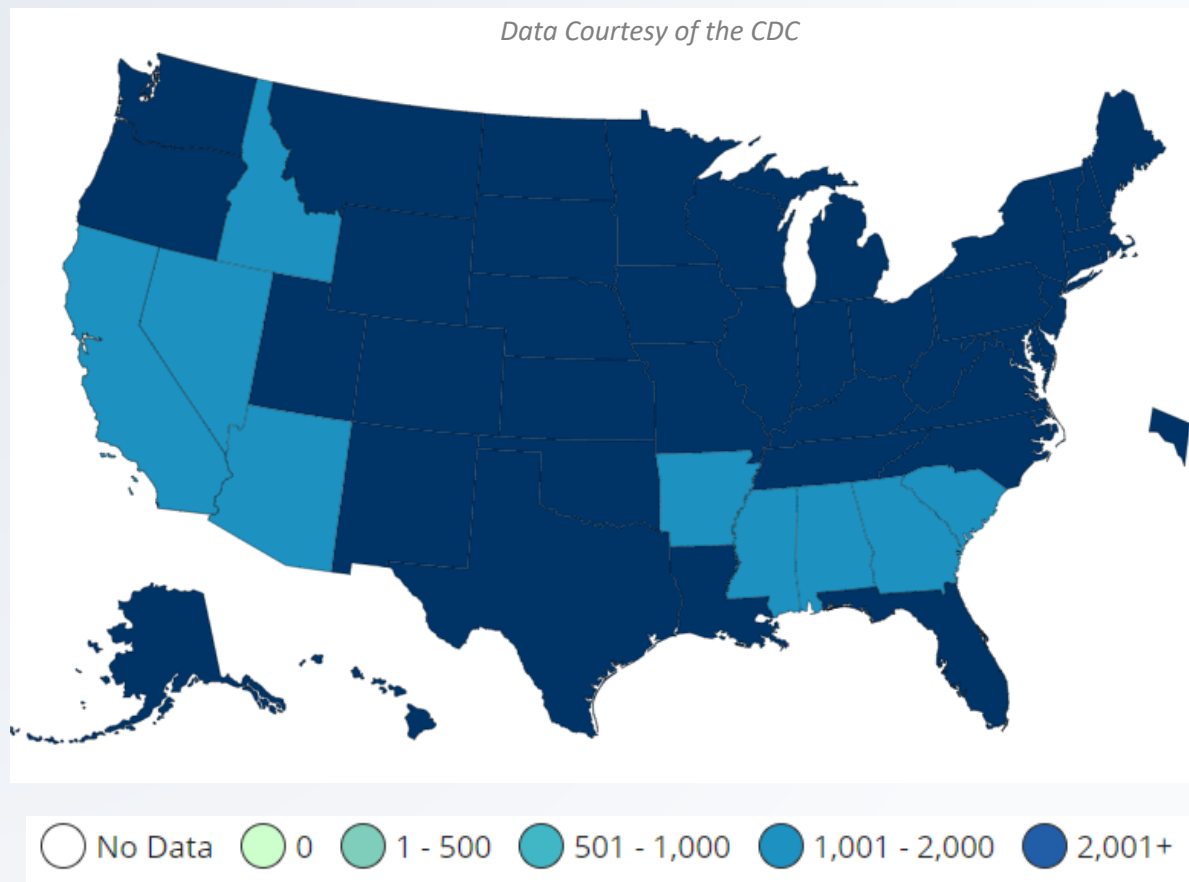 Data Courtesy of the CDC
No Data 0 1 - 500 501 - 1,000 1,001 - 2,000 2,001+